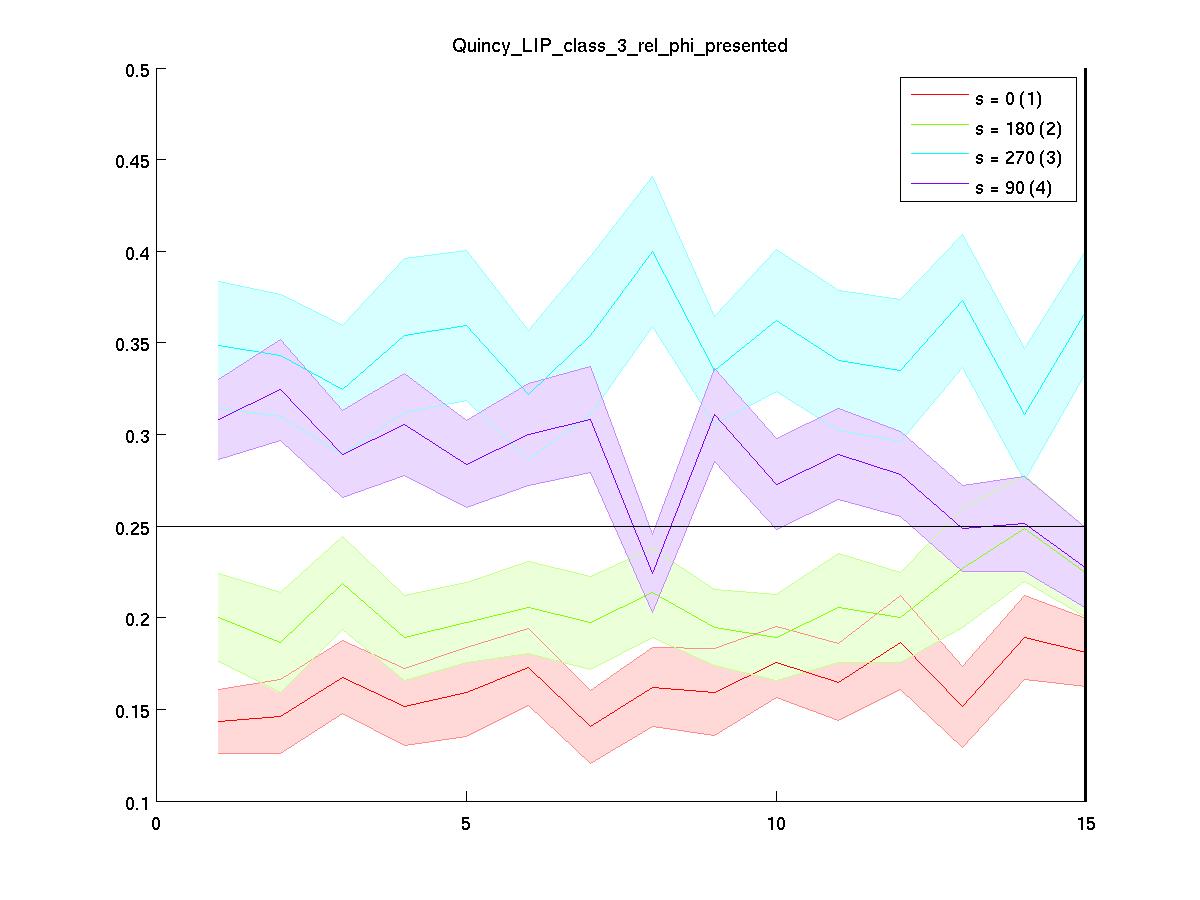 Quincy_LIP_class_3_rel_phi_presented
0.5
0.45
0.4
0.35
0.3
0.25
0.2
0.15
0.1
0
5
10
15
s = 0 (1)
s = 180 (2)
s = 270 (3)
s = 90 (4)